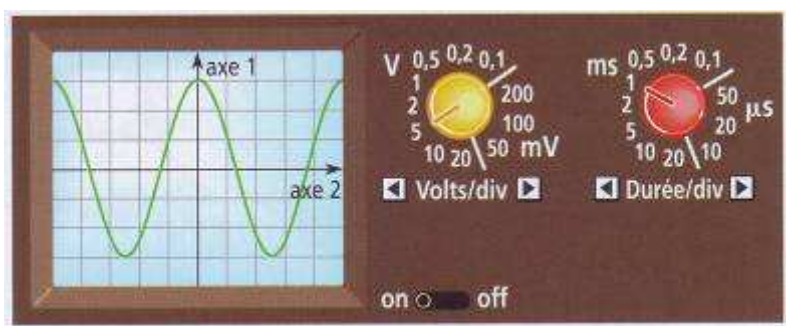 axe 1
axe 2
V 0,5 0,2 0,1
1
2
5
10 20 50 mV
100
200
Volts/div
ms 0,5 0,2 0,1
1
2
5
10 20 10
20
50
µs
Durée/div
on off